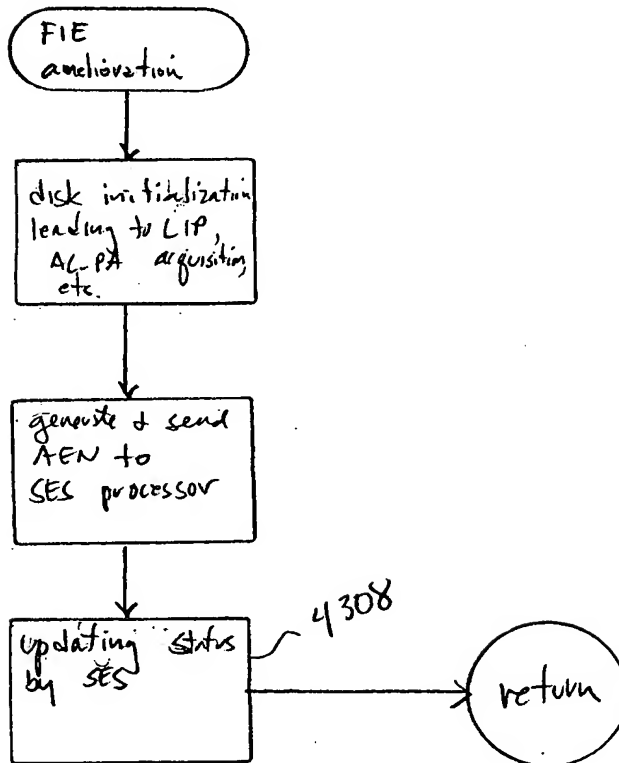 FIE
amelioration
disk initialization
leading to LIP,
AL-PA acquisition,
etc.
generate & send
AEN to
SES processor
updating status
by SES
4308
return